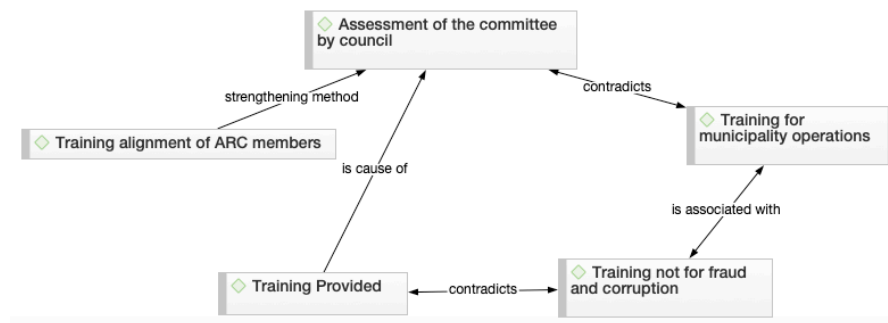 Assessment of the committee
by council
contradicts
strengthening method
Training for
municipality operations
Training alignment of ARC members
is cause of
is associated with
Training not for fraud
and corruption
Training Provided
contradicts